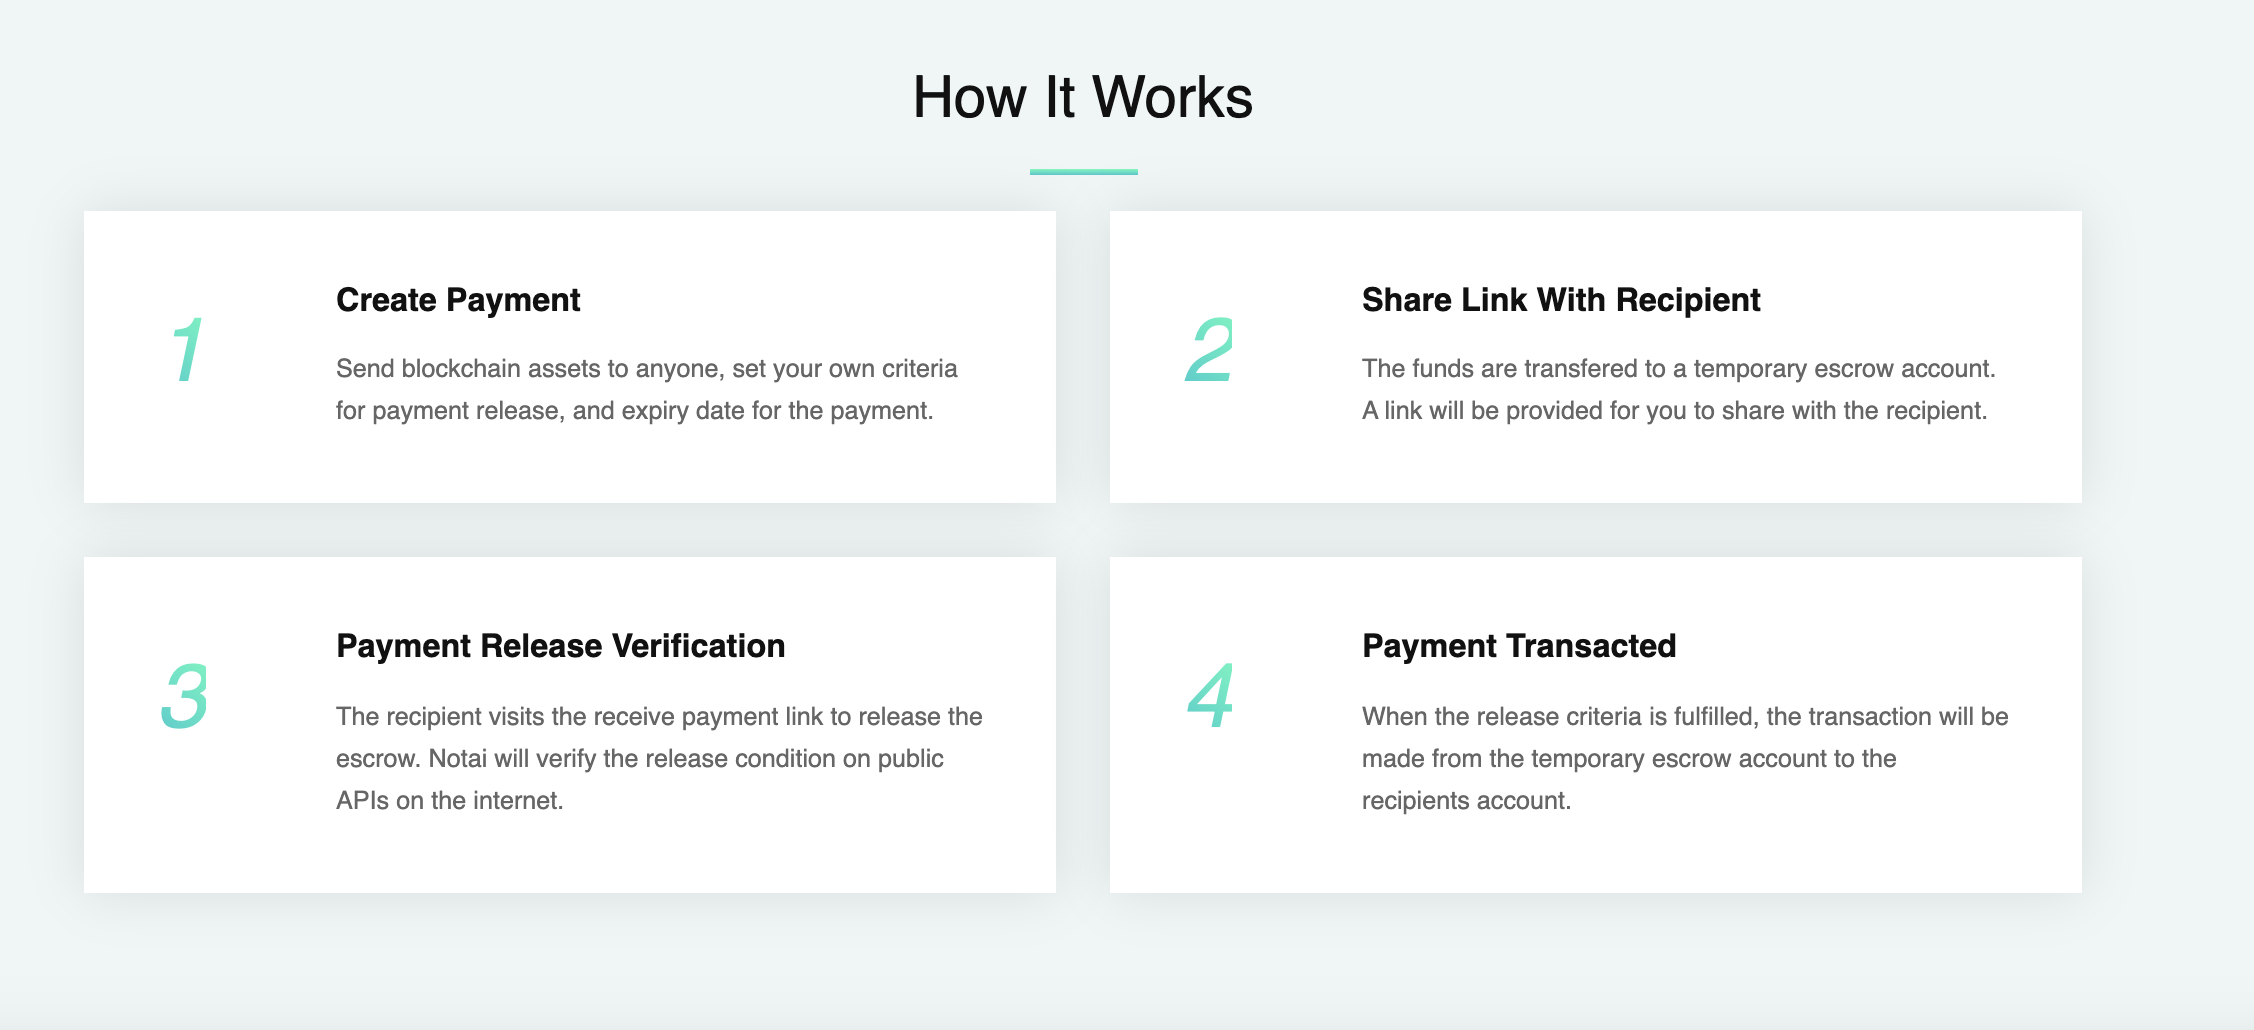 How It Works
1
Create Payment
Send blockchain assets to anyone, set your own criteria
for payment release, and expiry date for the payment.
2
Share Link With Recipient
The funds are transfered to a temporary escrow account.
A link will be provided for you to share with the recipient.
3
Payment Release Verification
The recipient visits the receive payment link to release the
escrow. Notai will verify the release condition on public
APIs on the internet.
4
Payment Transacted
When the release criteria is fulfilled, the transaction will be
made from the temporary escrow account to the
recipients account.